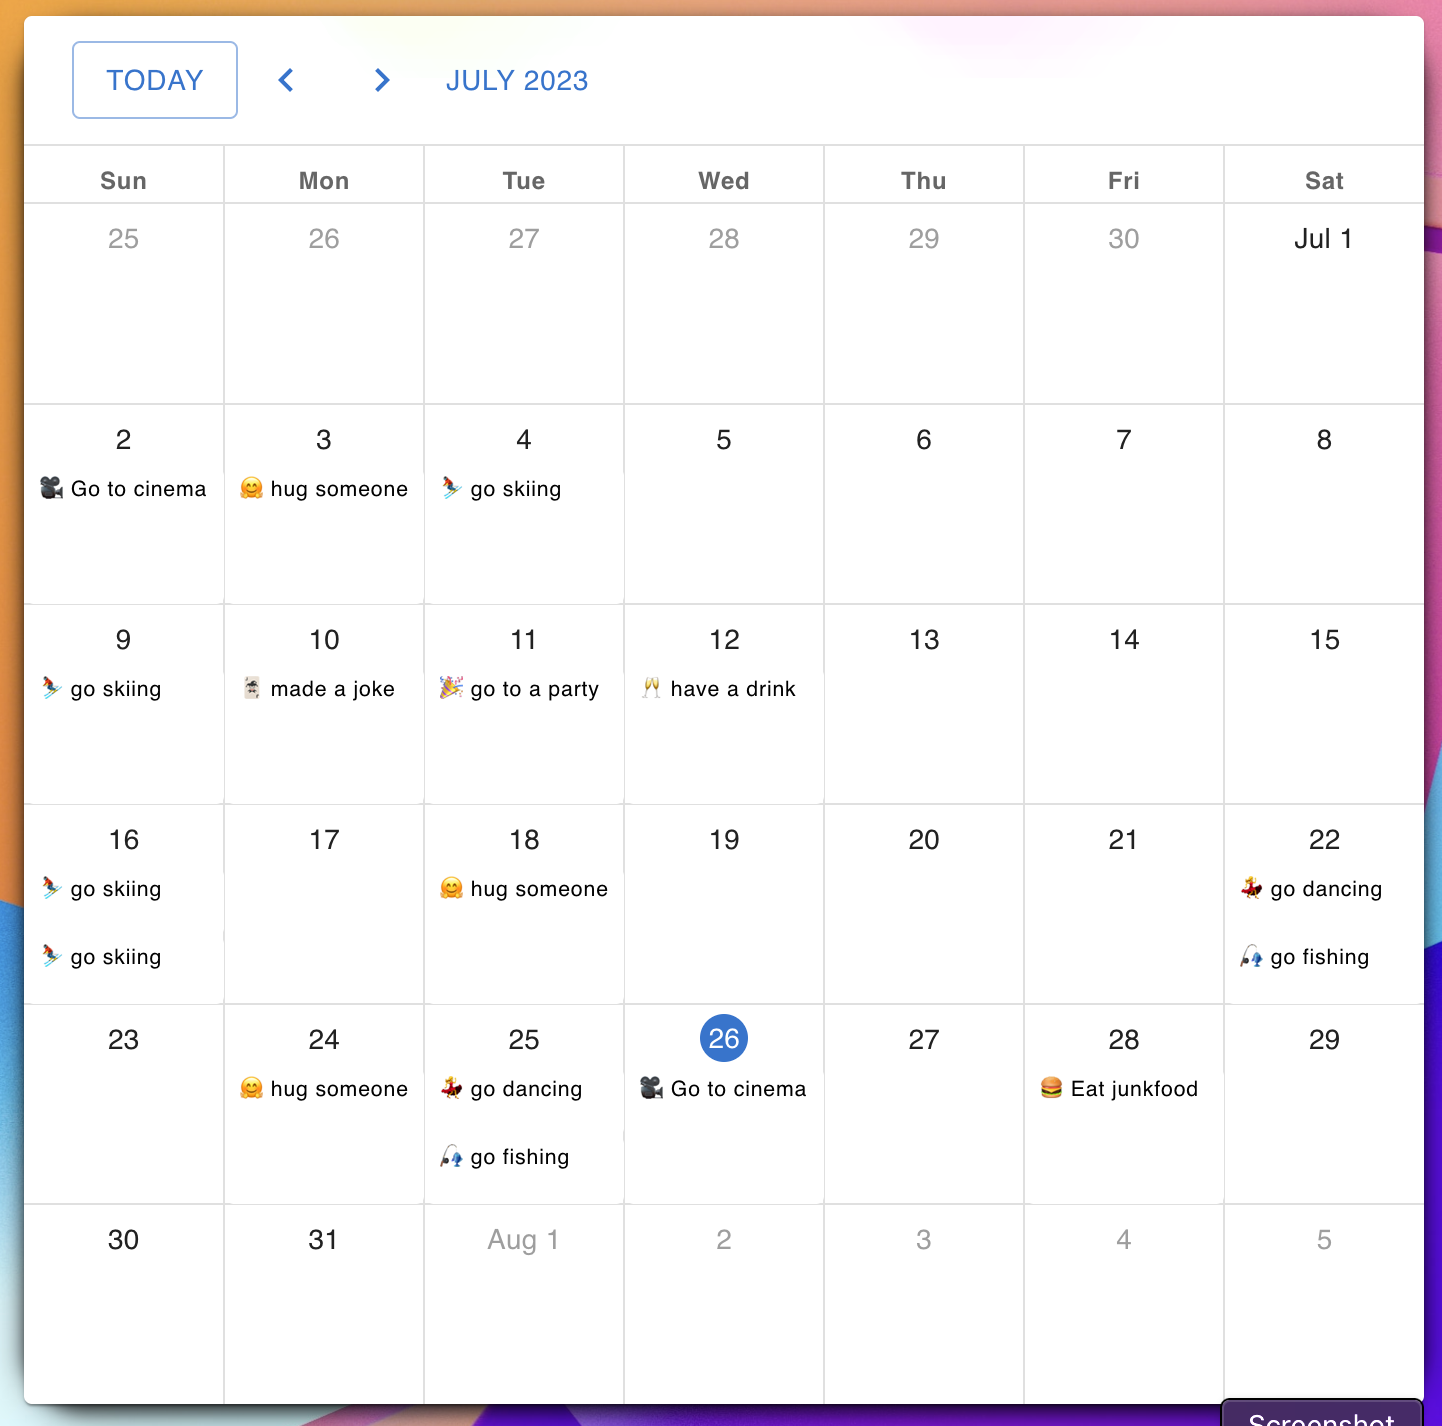 TODAY
JULY 2023
Sun Mon Tue Wed Thu Fri Sat
25 26 27 28 29 30 Jul 1
2 3 4 5 6 7 8
🎥 Go to cinema 🤗 hug someone ⛷️ go skiing
9 10 11 12 13 14 15
⛷️ go skiing 🃏 made a joke 🎉 go to a party 🥂 have a drink
16 17 18 19 20 21 22
⛷️ go skiing 🤗 hug someone 💃 go dancing
⛷️ go skiing 🎣 go fishing
23 24 25 26 27 28 29
🤗 hug someone 💃 go dancing 🎥 Go to cinema 🍔 Eat junkfood
🎣 go fishing
30 31 Aug 1 2 3 4 5
Screenshot